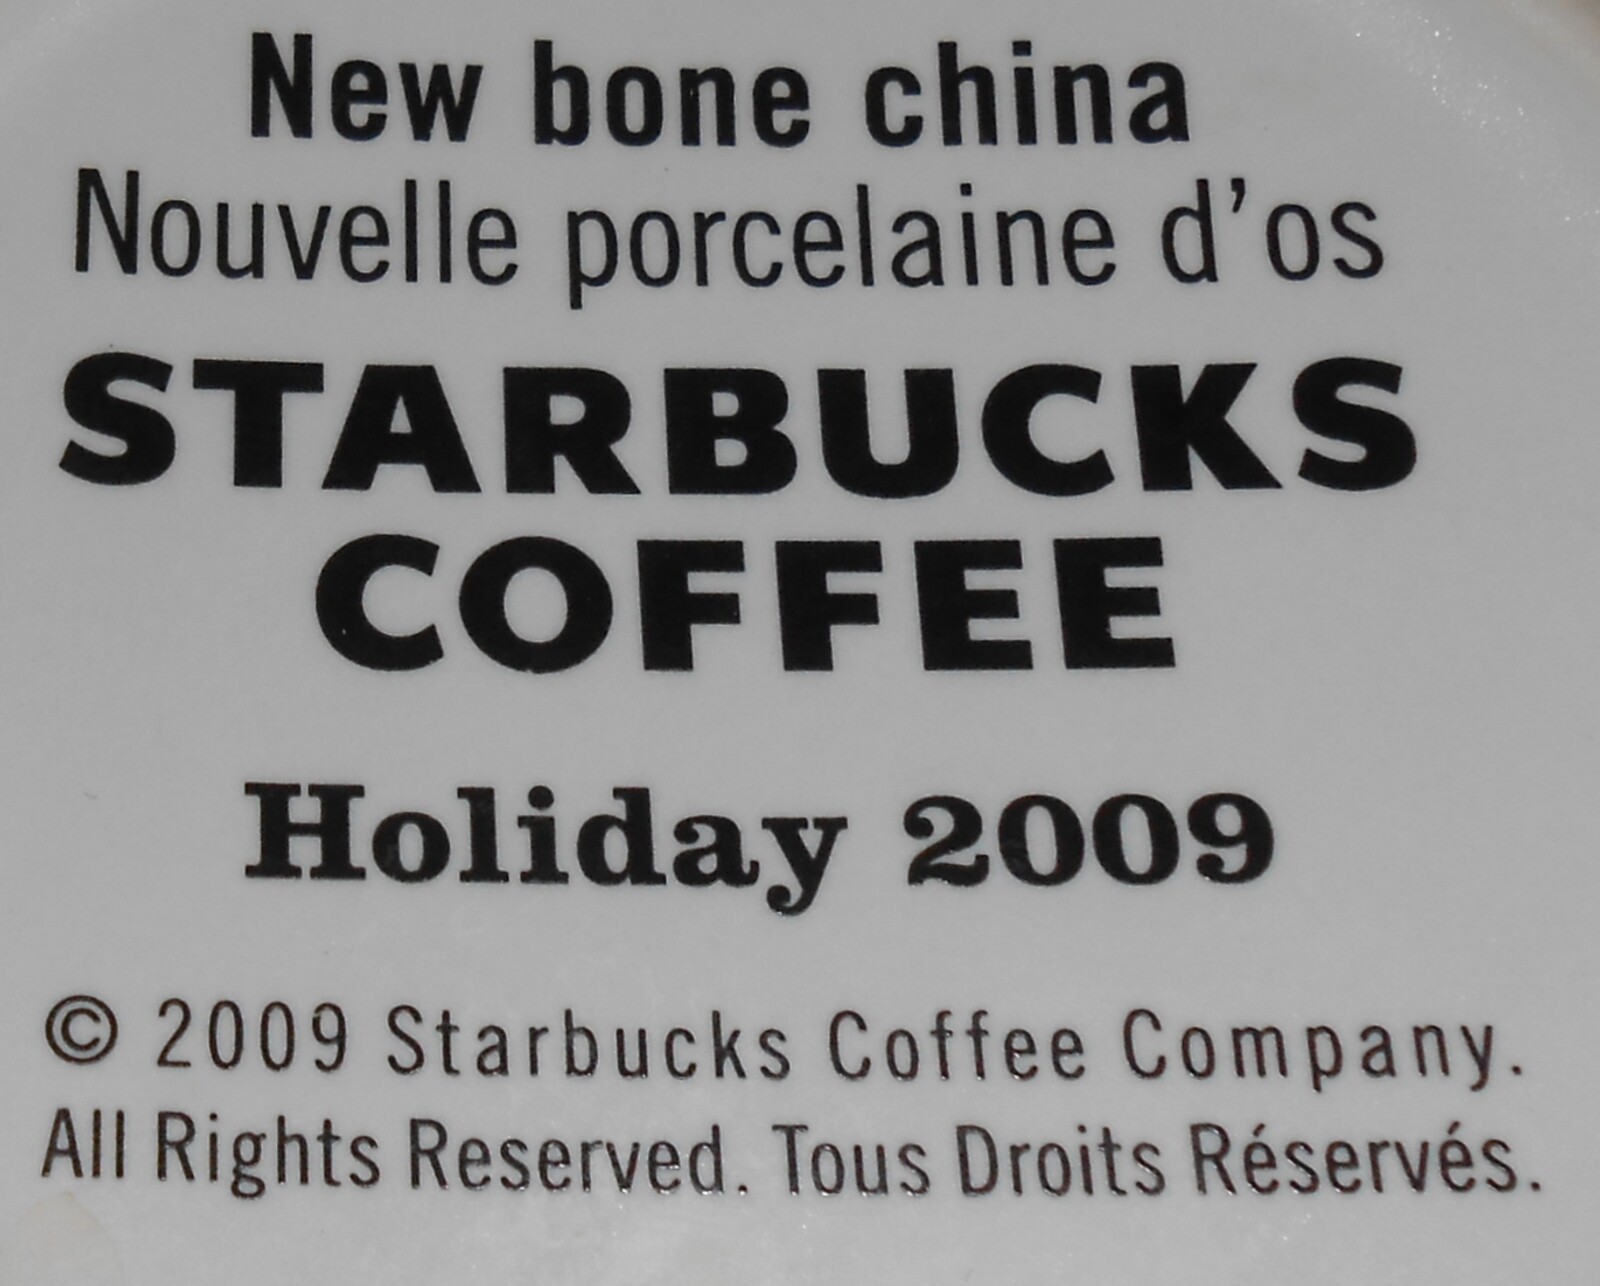 New bone china
Nouvelle porcelaine d’os
STARBUCKS
COFFEE
Holiday 2009
© 2009 Starbucks Coffee Company.
All Rights Reserved. Tous Droits Réservés.